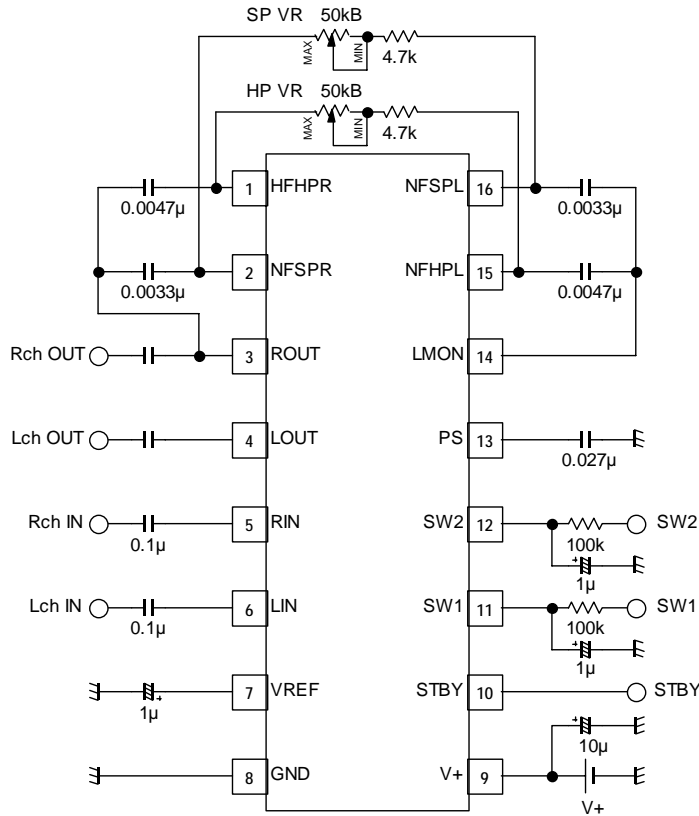 SP VR 50kB
MAX
MIN
4.7k
HP VR 50kB
MAX
MIN
4.7k
1 HFHPR NFSPL 16
0.0047µ 0.0033µ
2 NFSPR NFHPL 15
0.0033µ 0.0047µ
Rch OUT 3 ROUT LMON 14
Lch OUT 4 LOUT PS 13
0.027µ
Rch IN 5 RIN SW2 12 SW2
0.1µ 100k
+ 1µ
Lch IN 6 LIN SW1 11 SW1
0.1µ 100k
+ 1µ
7 VREF STBY 10 STBY
1µ +
+ 10µ
8 GND V+ 9
V+